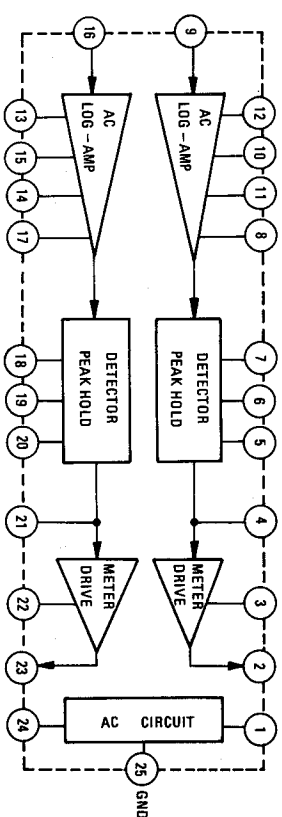 16
9
13
15
14
17
AC
LOG-AMP
AC
LOG-AMP
12
10
11
8
18
19
20
DETECTOR
PEAK HOLD
DETECTOR
PEAK HOLD
7
6
5
21
4
22
METER
DRIVE
METER
DRIVE
3
23
2
24
AC CIRCUIT
1
25
GND